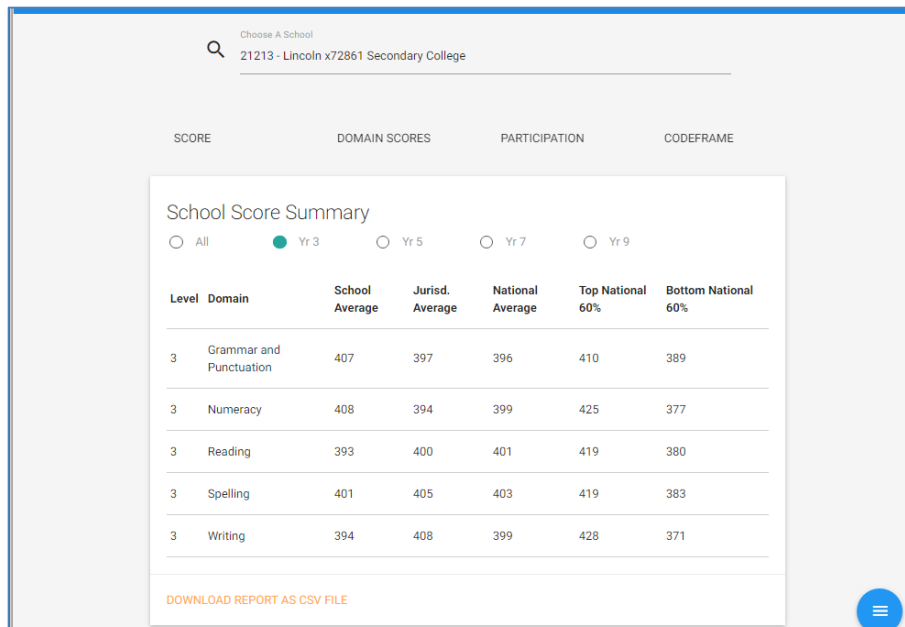 Choose A School
21213 - Lincoln x72861 Secondary College
SCORE DOMAIN SCORES PARTICIPATION CODEFRAME
School Score Summary
All Yr 3 Yr 5 Yr 7 Yr 9
Level Domain School Average Jurisd. Average National Average Top National 60% Bottom National 60%
3 Grammar and Punctuation 407 397 396 410 389
3 Numeracy 408 394 399 425 377
3 Reading 393 400 401 419 380
3 Spelling 401 405 403 419 383
3 Writing 394 408 399 428 371
DOWNLOAD REPORT AS CSV FILE